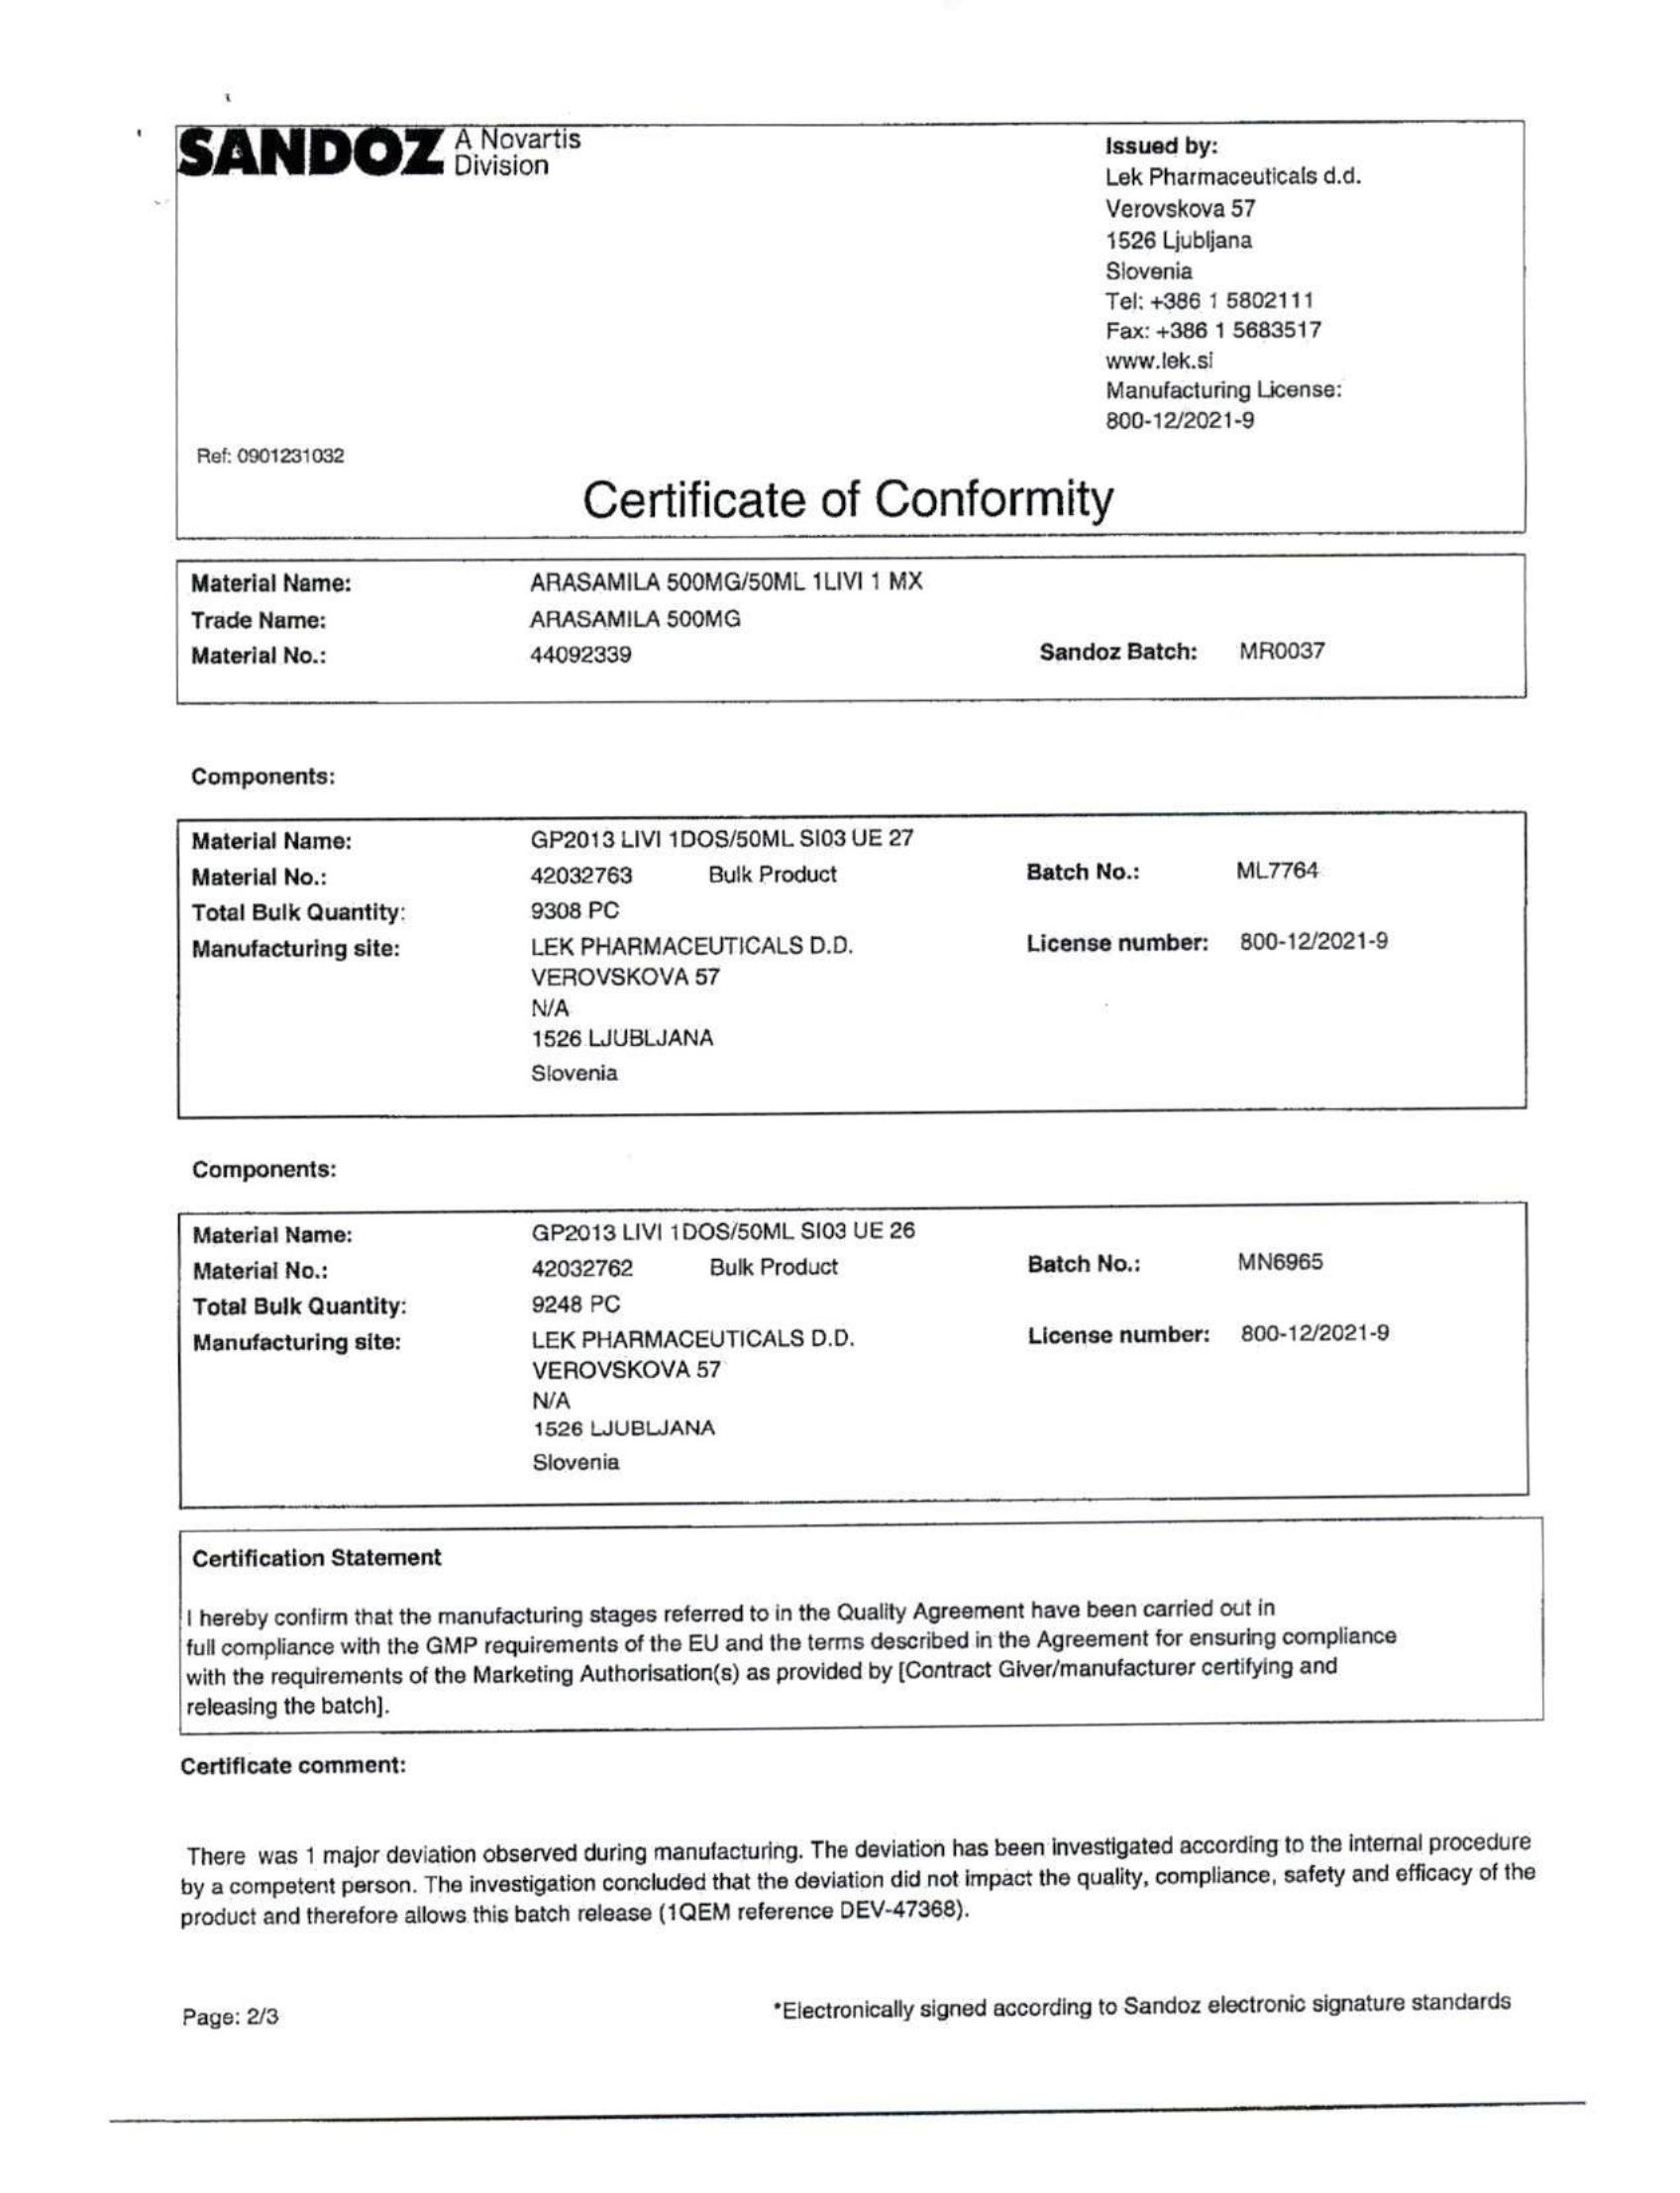 SANDOZ A Novartis Division
Issued by:
Lek Pharmaceuticals d.d.
Verovskova 57
1526 Ljubljana
Slovenia
Tel: +386 1 5802111
Fax: +386 1 5683517
www.lek.si
Manufacturing License:
800-12/2021-9
Ref: 0901231032
Certificate of Conformity
Material Name: ARASAMILA 500MG/50ML 1LIVI 1 MX
Trade Name: ARASAMILA 500MG
Material No.: 44092339 Sandoz Batch: MR0037
Components:
Material Name: GP2013 LIVI 1DOS/50ML SI03 UE 27
Material No.: 42032763 Bulk Product Batch No.: ML7764
Total Bulk Quantity: 9308 PC
Manufacturing site: LEK PHARMACEUTICALS D.D. License number: 800-12/2021-9
VEROVSKOVA 57
N/A
1526 LJUBLJANA
Slovenia
Components:
Material Name: GP2013 LIVI 1DOS/50ML SI03 UE 26
Material No.: 42032762 Bulk Product Batch No.: MN6965
Total Bulk Quantity: 9248 PC
Manufacturing site: LEK PHARMACEUTICALS D.D. License number: 800-12/2021-9
VEROVSKOVA 57
N/A
1526 LJUBLJANA
Slovenia
Certification Statement
I hereby confirm that the manufacturing stages referred to in the Quality Agreement have been carried out in
full compliance with the GMP requirements of the EU and the terms described in the Agreement for ensuring compliance
with the requirements of the Marketing Authorisation(s) as provided by [Contract Giver/manufacturer certifying and
releasing the batch].
Certificate comment:
There was 1 major deviation observed during manufacturing. The deviation has been investigated according to the internal procedure
by a competent person. The investigation concluded that the deviation did not impact the quality, compliance, safety and efficacy of the
product and therefore allows this batch release (1QEM reference DEV-47368).
Page: 2/3 *Electronically signed according to Sandoz electronic signature standards